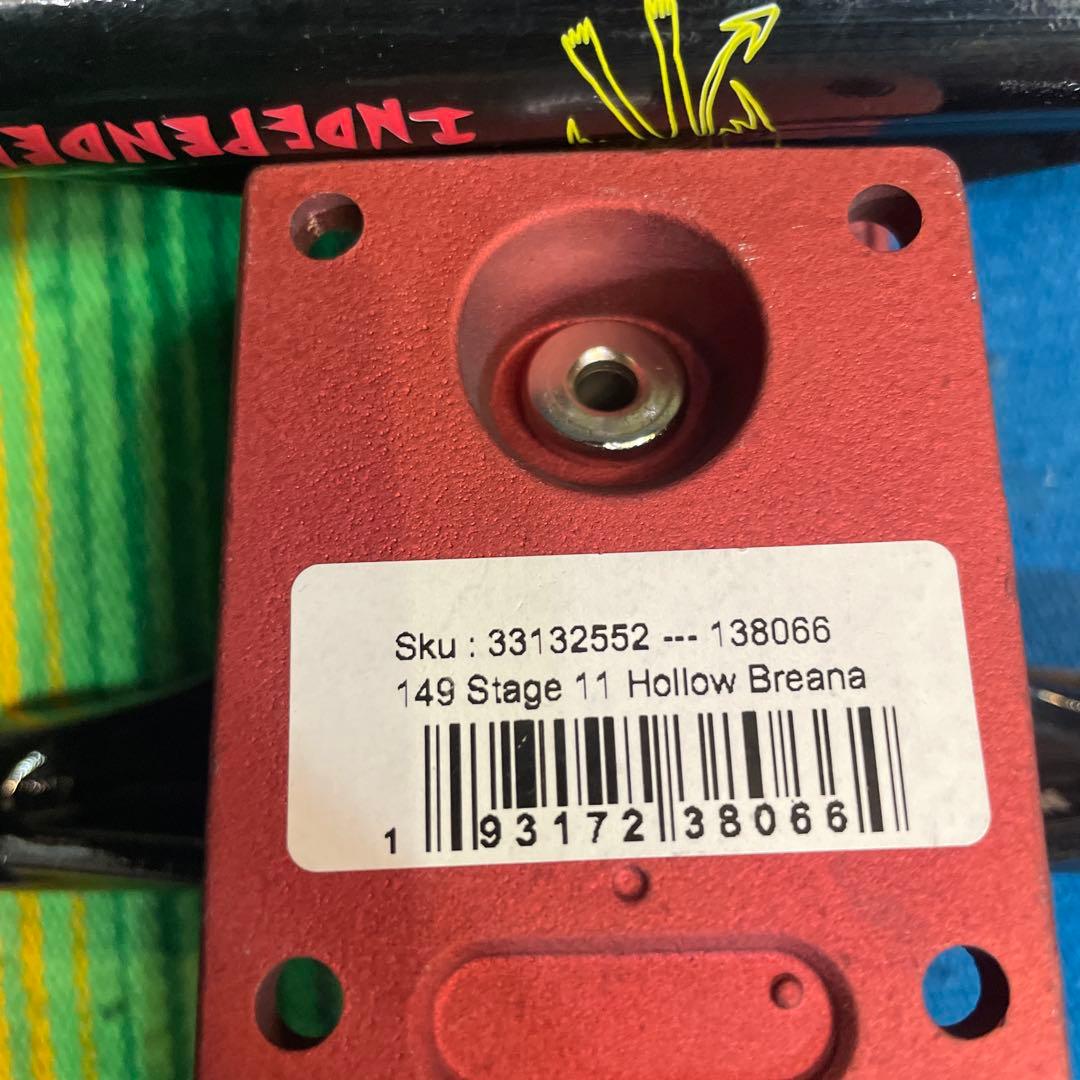 INDEPENDE
Sku : 33132552 --- 138066
149 Stage 11 Hollow Breana
1 93172 38066